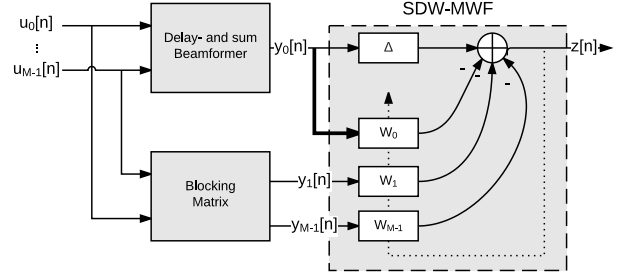 SDW-MWF
u0[n]
⋮
uM-1[n]
Delay- and sum
Beamformer
y0[n]
Δ
z[n]
-
-
-
W0
Blocking
Matrix
y1[n]
W1
yM-1[n]
WM-1